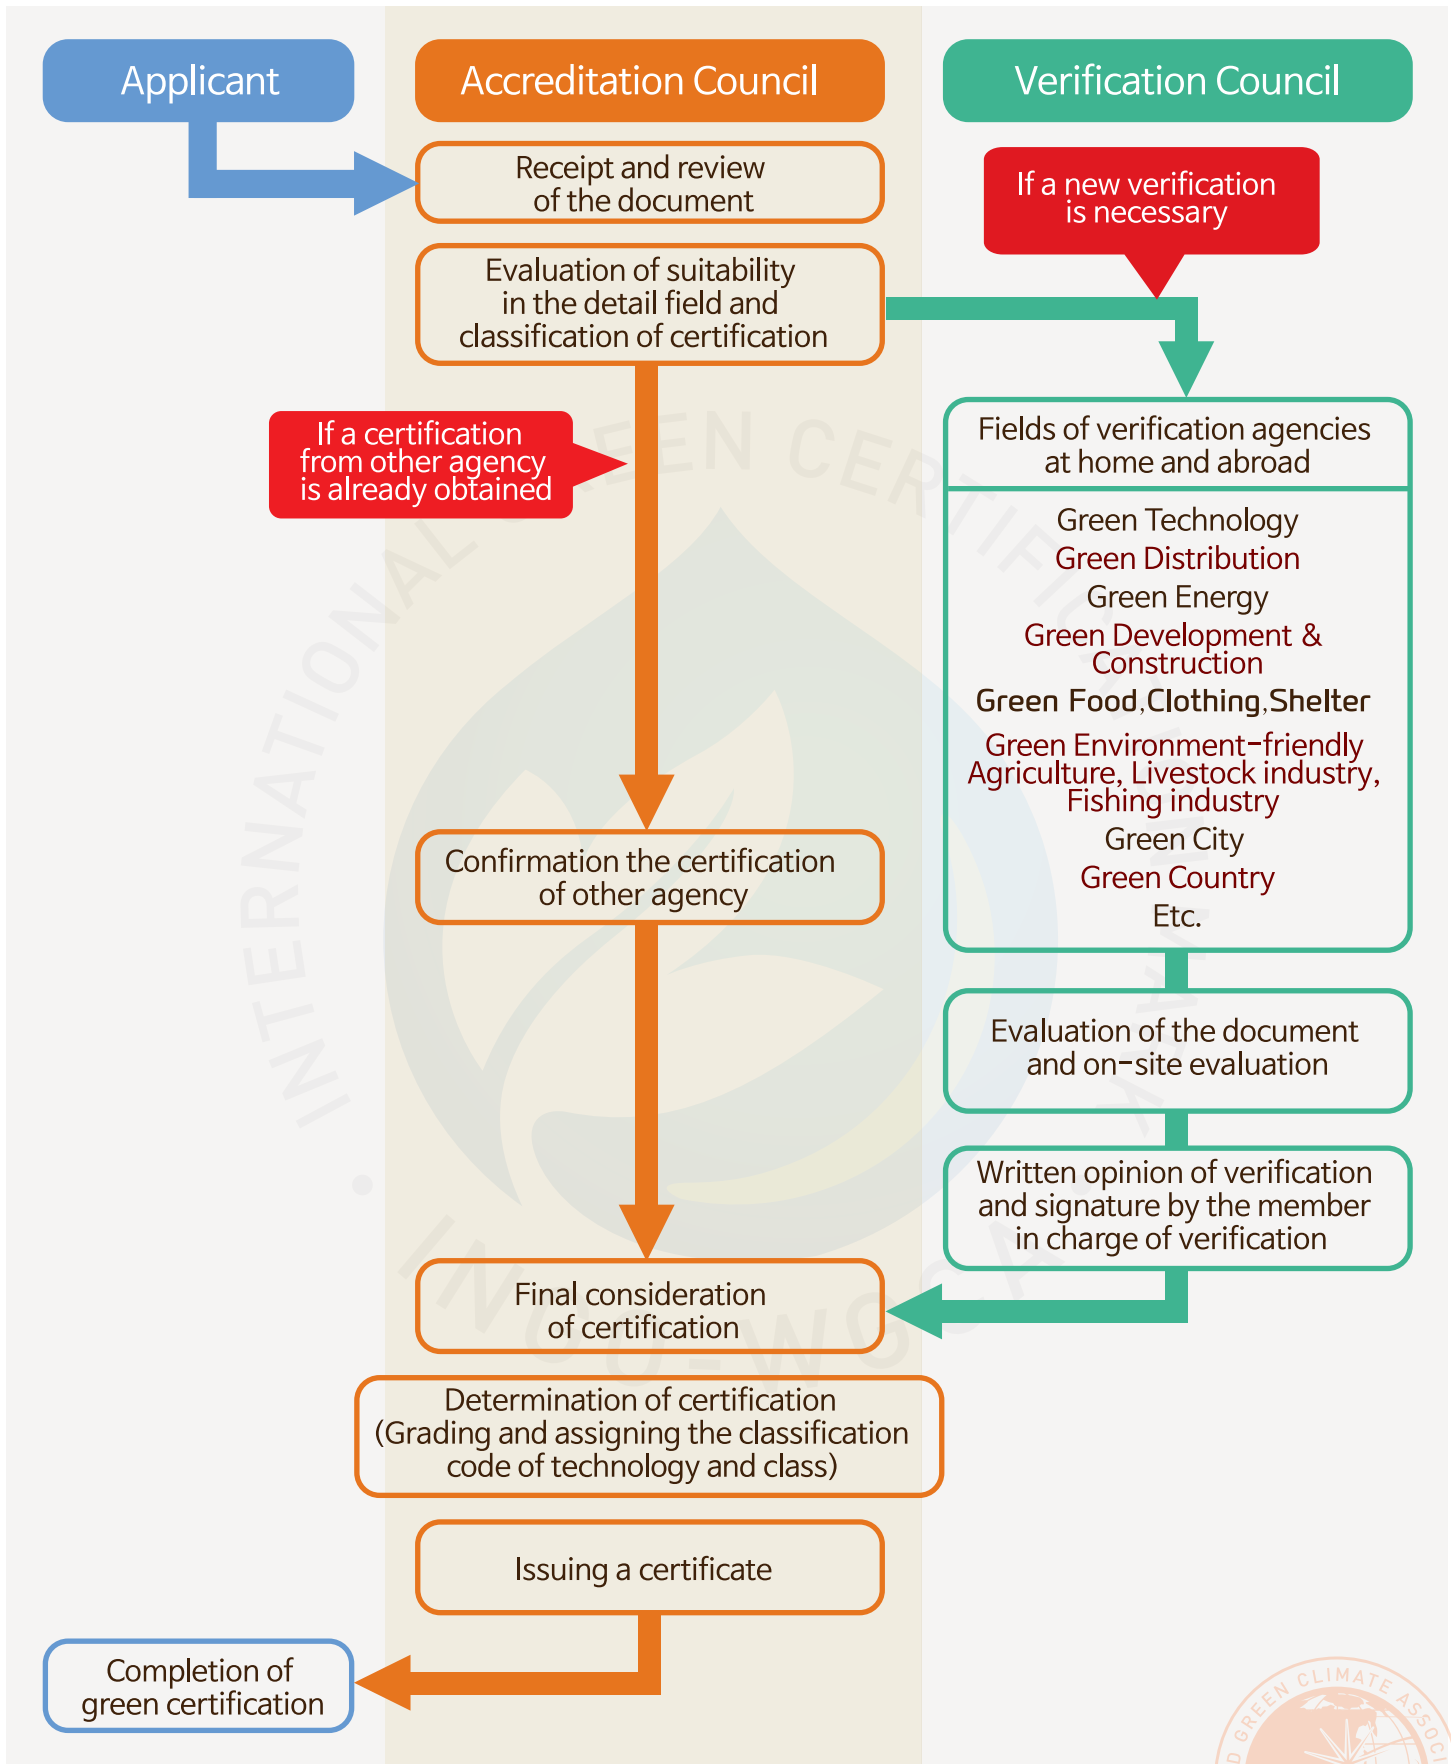 Applicant
Accreditation Council
Verification Council
Receipt and review
of the document
If a new verification
is necessary
Evaluation of suitability
in the detail field and
classification of certification
If a certification
from other agency
is already obtained
Fields of verification agencies
at home and abroad
Green Technology
Green Distribution
Green Energy
Green Development &
Construction
Green Food,Clothing,Shelter
Green Environment-friendly
Agriculture, Livestock industry,
Fishing industry
Green City
Green Country
Etc.
Confirmation the certification
of other agency
Evaluation of the document
and on-site evaluation
Written opinion of verification
and signature by the member
in charge of verification
Final consideration
of certification
Determination of certification
(Grading and assigning the classification
code of technology and class)
Issuing a certificate
Completion of
green certification
INTERNATIONAL GREEN CERTIFICATION MARK
GREEN CLIMATE